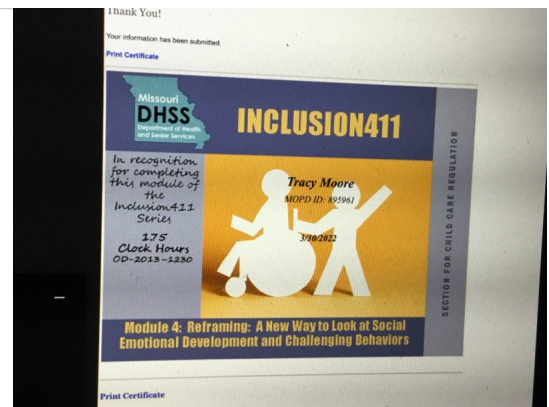 Thank You!
Your information has been submitted.
Print Certificate
Missouri
DHSS
Department of Health
and Senior Services
INCLUSION411
In recognition
for completing
this module of
the
Inclusion411
Series
1.75
Clock Hours
OD-2013-1230
Tracy Moore
MOPD ID: 895961
3/30/2022
SECTION FOR CHILD CARE REGULATION
Module 4: Reframing: A New Way to Look at Social
Emotional Development and Challenging Behaviors
Print Certificate